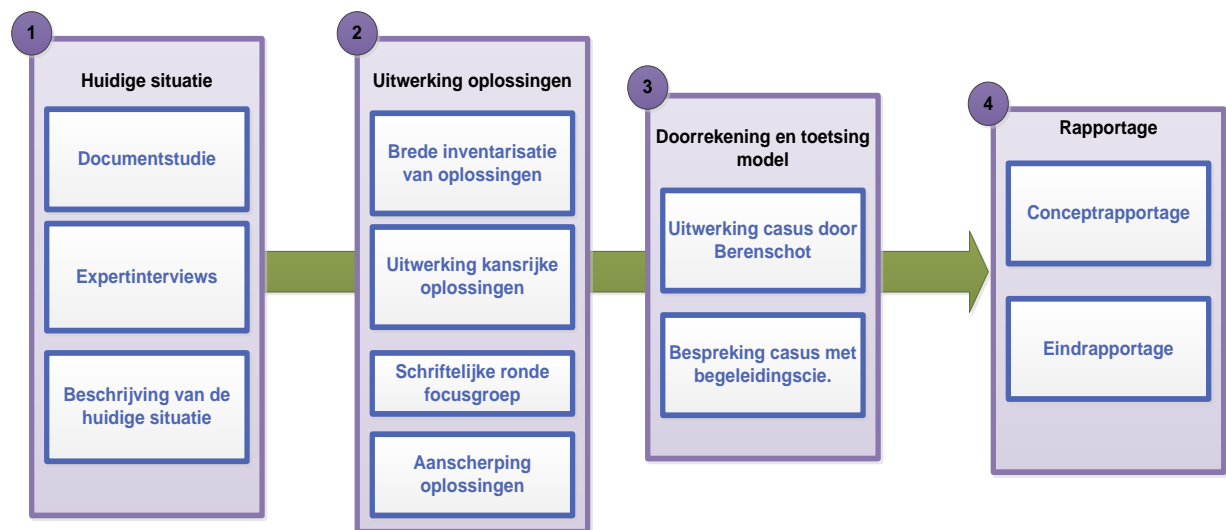 1
Huidige situatie
Documentstudie
Expertinterviews
Beschrijving van de
huidige situatie
2
Uitwerking oplossingen
Brede inventarisatie
van oplossingen
Uitwerking kansrijke
oplossingen
Schriftelijke ronde
focusgroep
Aanscherping
oplossingen
3
Doorrekening en toetsing
model
Uitwerking casus door
Berenschot
Bespreking casus met
begeleidingscie.
4
Rapportage
Conceptrapportage
Eindrapportage